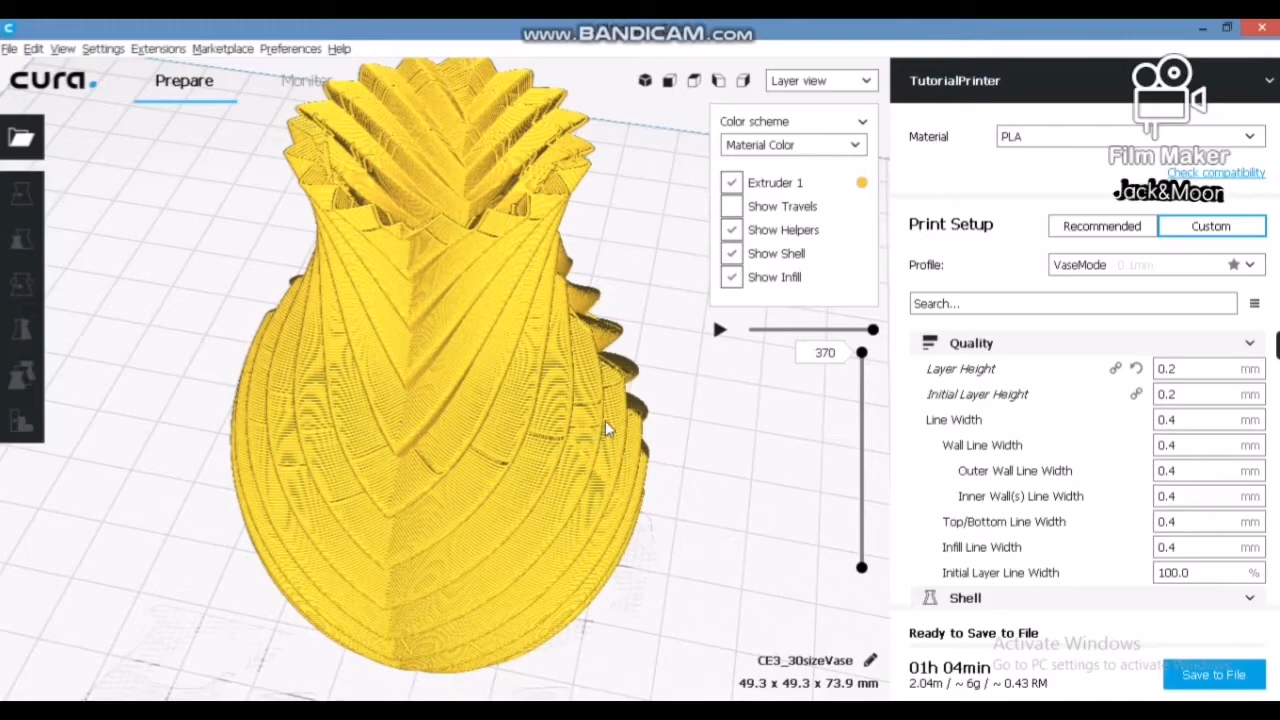 www.BANDICAM.com
File Edit View Settings Extensions Marketplace Preferences Help
cura.
Prepare
Monitor
Layer view
TutorialPrinter
Color scheme
Material Color
Material
PLA
Film Maker
Check compatibility
Jack&Moon
Extruder 1
Show Travels
Show Helpers
Show Shell
Show Infill
Print Setup
Recommended
Custom
Profile:
VaseMode 0.1mm
Search...
370
Quality
Layer Height 0.2 mm
Initial Layer Height 0.2 mm
Line Width 0.4 mm
Wall Line Width 0.4 mm
Outer Wall Line Width 0.4 mm
Inner Wall(s) Line Width 0.4 mm
Top/Bottom Line Width 0.4 mm
Infill Line Width 0.4 mm
Initial Layer Line Width 100.0 %
Shell
Ready to Save to File
Activate Windows
Go to PC settings to activate Windows.
CE3_30sizeVase
49.3 x 49.3 x 73.9 mm
01h 04min
2.04m / ~ 6g / ~ 0.43 RM
Save to File